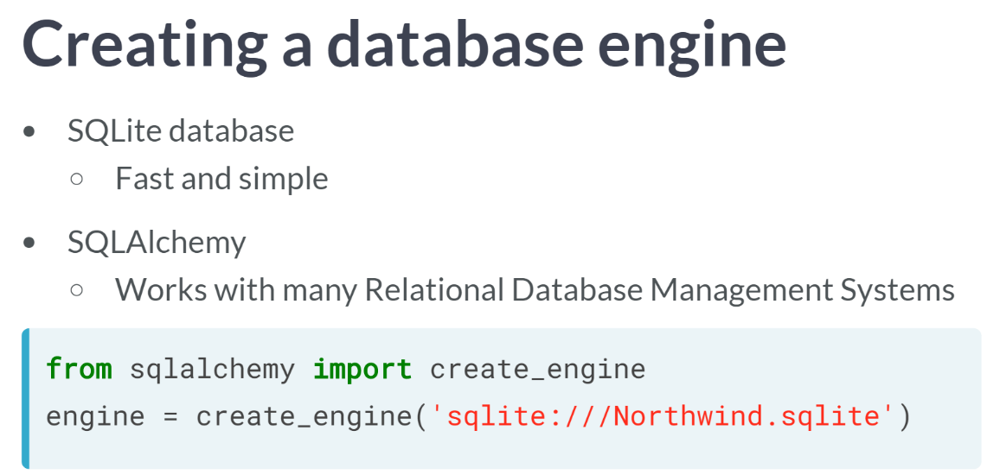 Creating a database engine
• SQLite database
○ Fast and simple
• SQLAlchemy
○ Works with many Relational Database Management Systems
from sqlalchemy import create_engine
engine = create_engine('sqlite:///Northwind.sqlite')